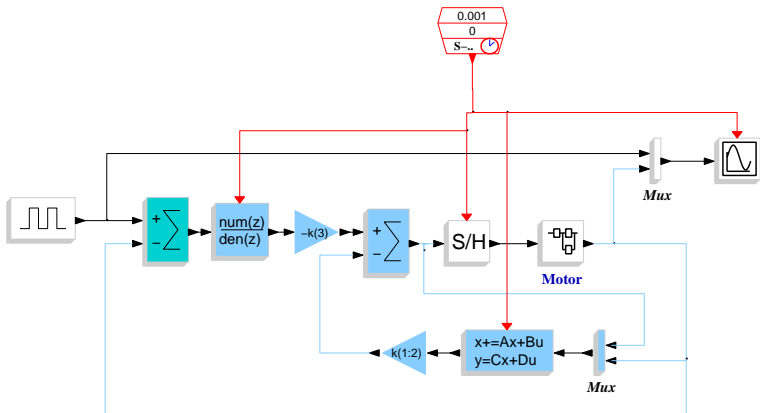 0.001
0
S-..
Mux
+
−
num(z)
den(z)
-k(3)
+
−
S/H
Motor
k(1:2)
x+=Ax+Bu
y=Cx+Du
Mux